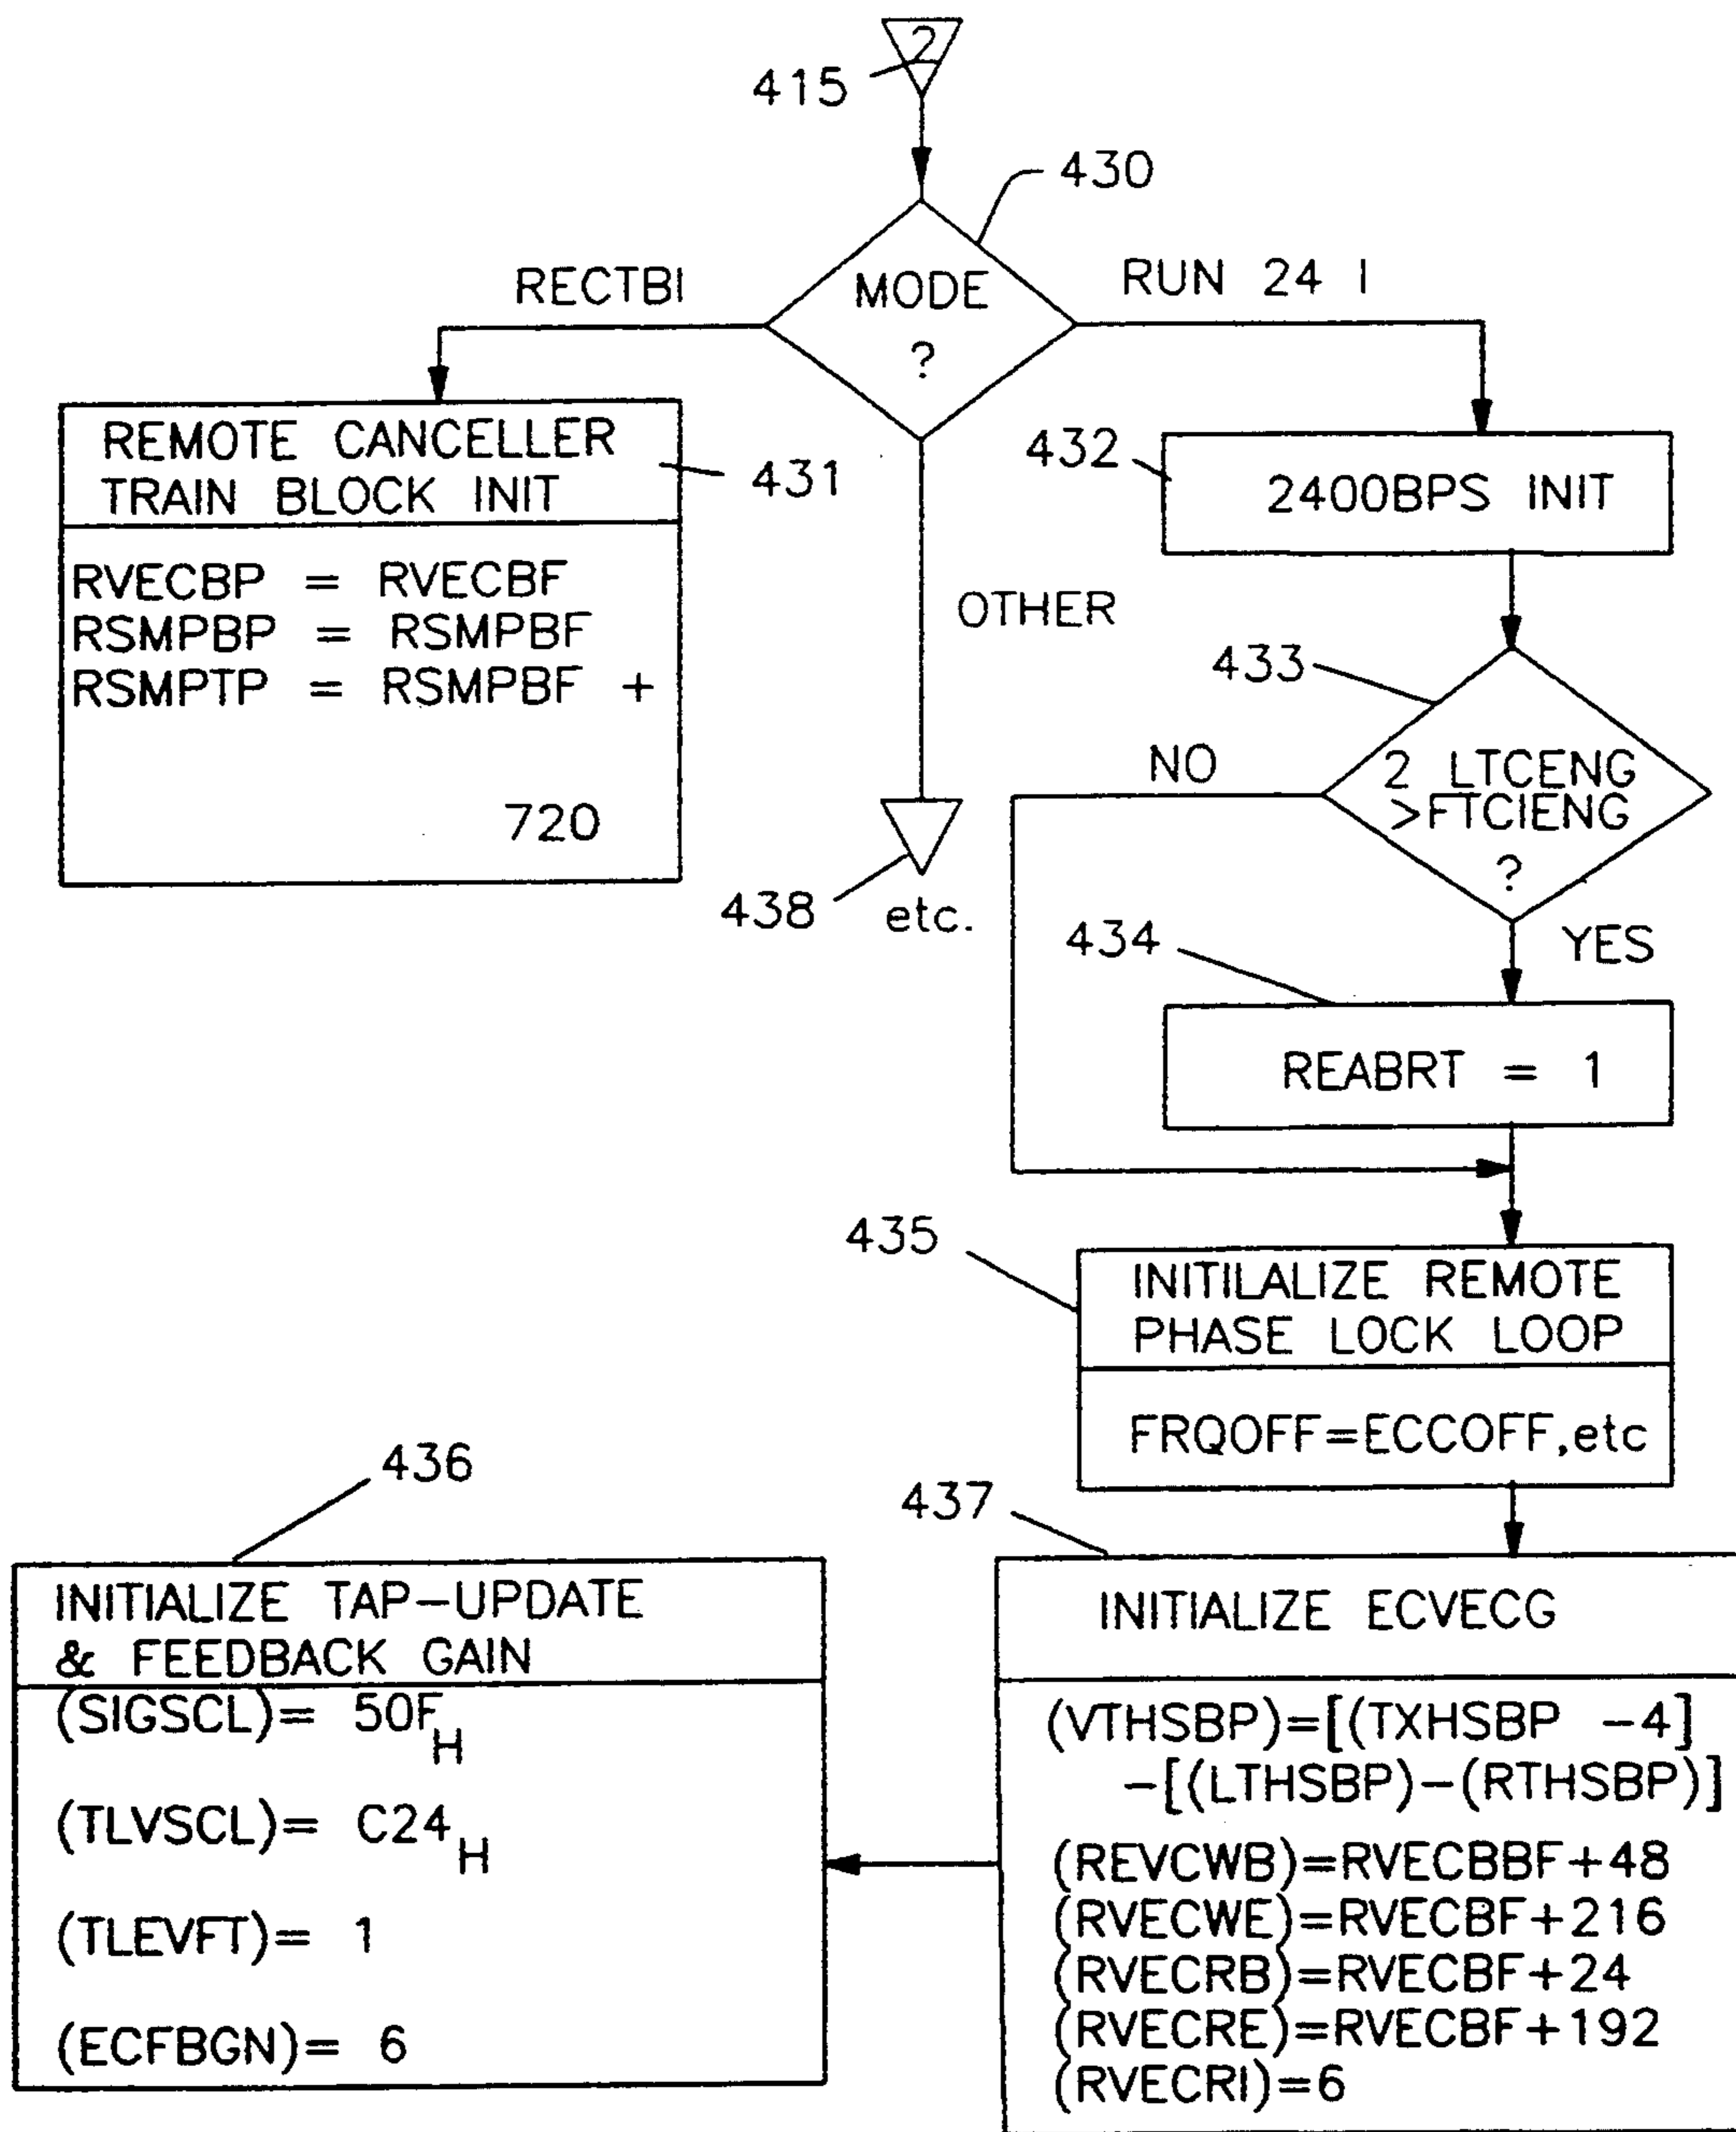 2
415
430
RECTBI
MODE
?
RUN 24 I
REMOTE CANCELLER
TRAIN BLOCK INIT
431
RVECBP = RVECBF
RSMPBP = RSMPBF
RSMPTP = RSMPBF +
720
432
2400BPS INIT
OTHER
433
NO
2 LTCENG
>FTCIENG
?
YES
438
etc.
434
REABRT = 1
435
INITILALIZE REMOTE
PHASE LOCK LOOP
FRQOFF=ECCOFF,etc
437
INITIALIZE ECVECG
(VTHSBP)=[(TXHSBP -4]
-[(LTHSBP)-(RTHSBP)]
(REVCWB)=RVECBBF+48
(RVECWE)=RVECBF+216
(RVECRB)=RVECBF+24
(RVECRE)=RVECBF+192
(RVECRI)=6
436
INITIALIZE TAP-UPDATE
& FEEDBACK GAIN
(SIGSCL)= 50F_H
(TLVSCL)= C24_H
(TLEVFT)= 1
(ECFBGN)= 6